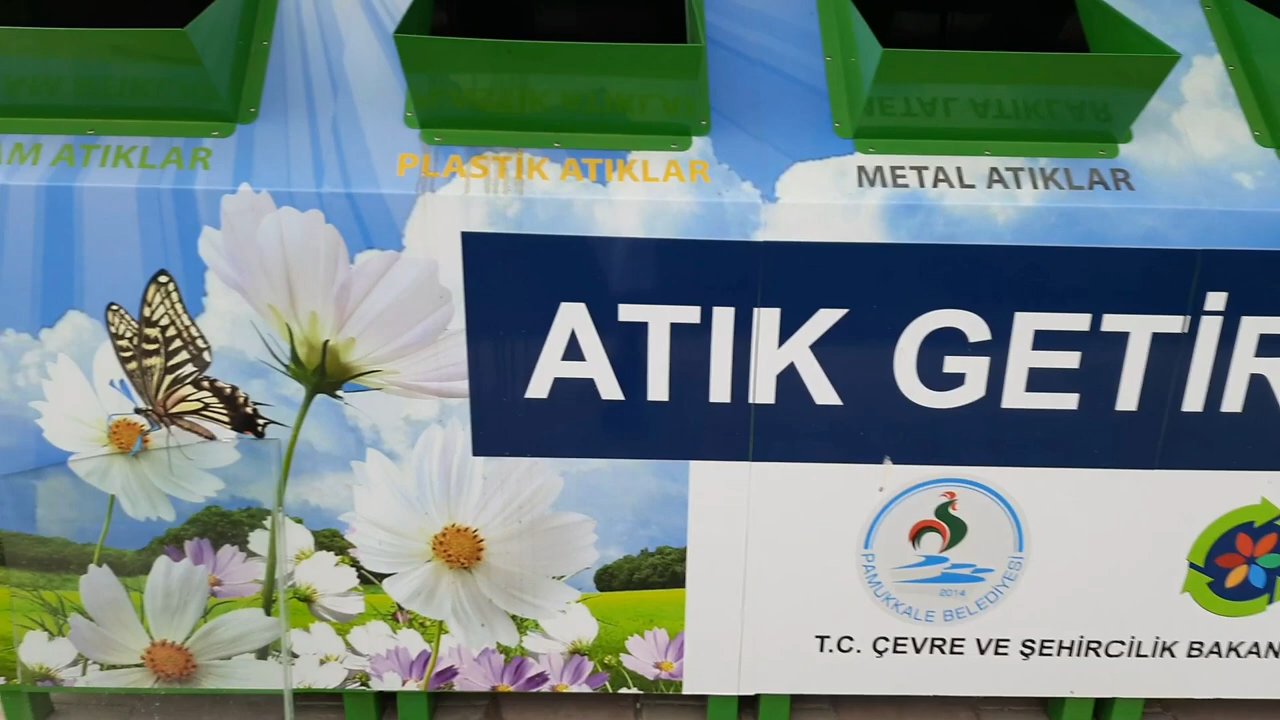 AM ATIKLAR
PLASTİK ATIKLAR
METAL ATIKLAR
ATIK GETİR
PAMUKKALE BELEDİYESİ
2014
T.C. ÇEVRE VE ŞEHİRCİLİK BAKAN